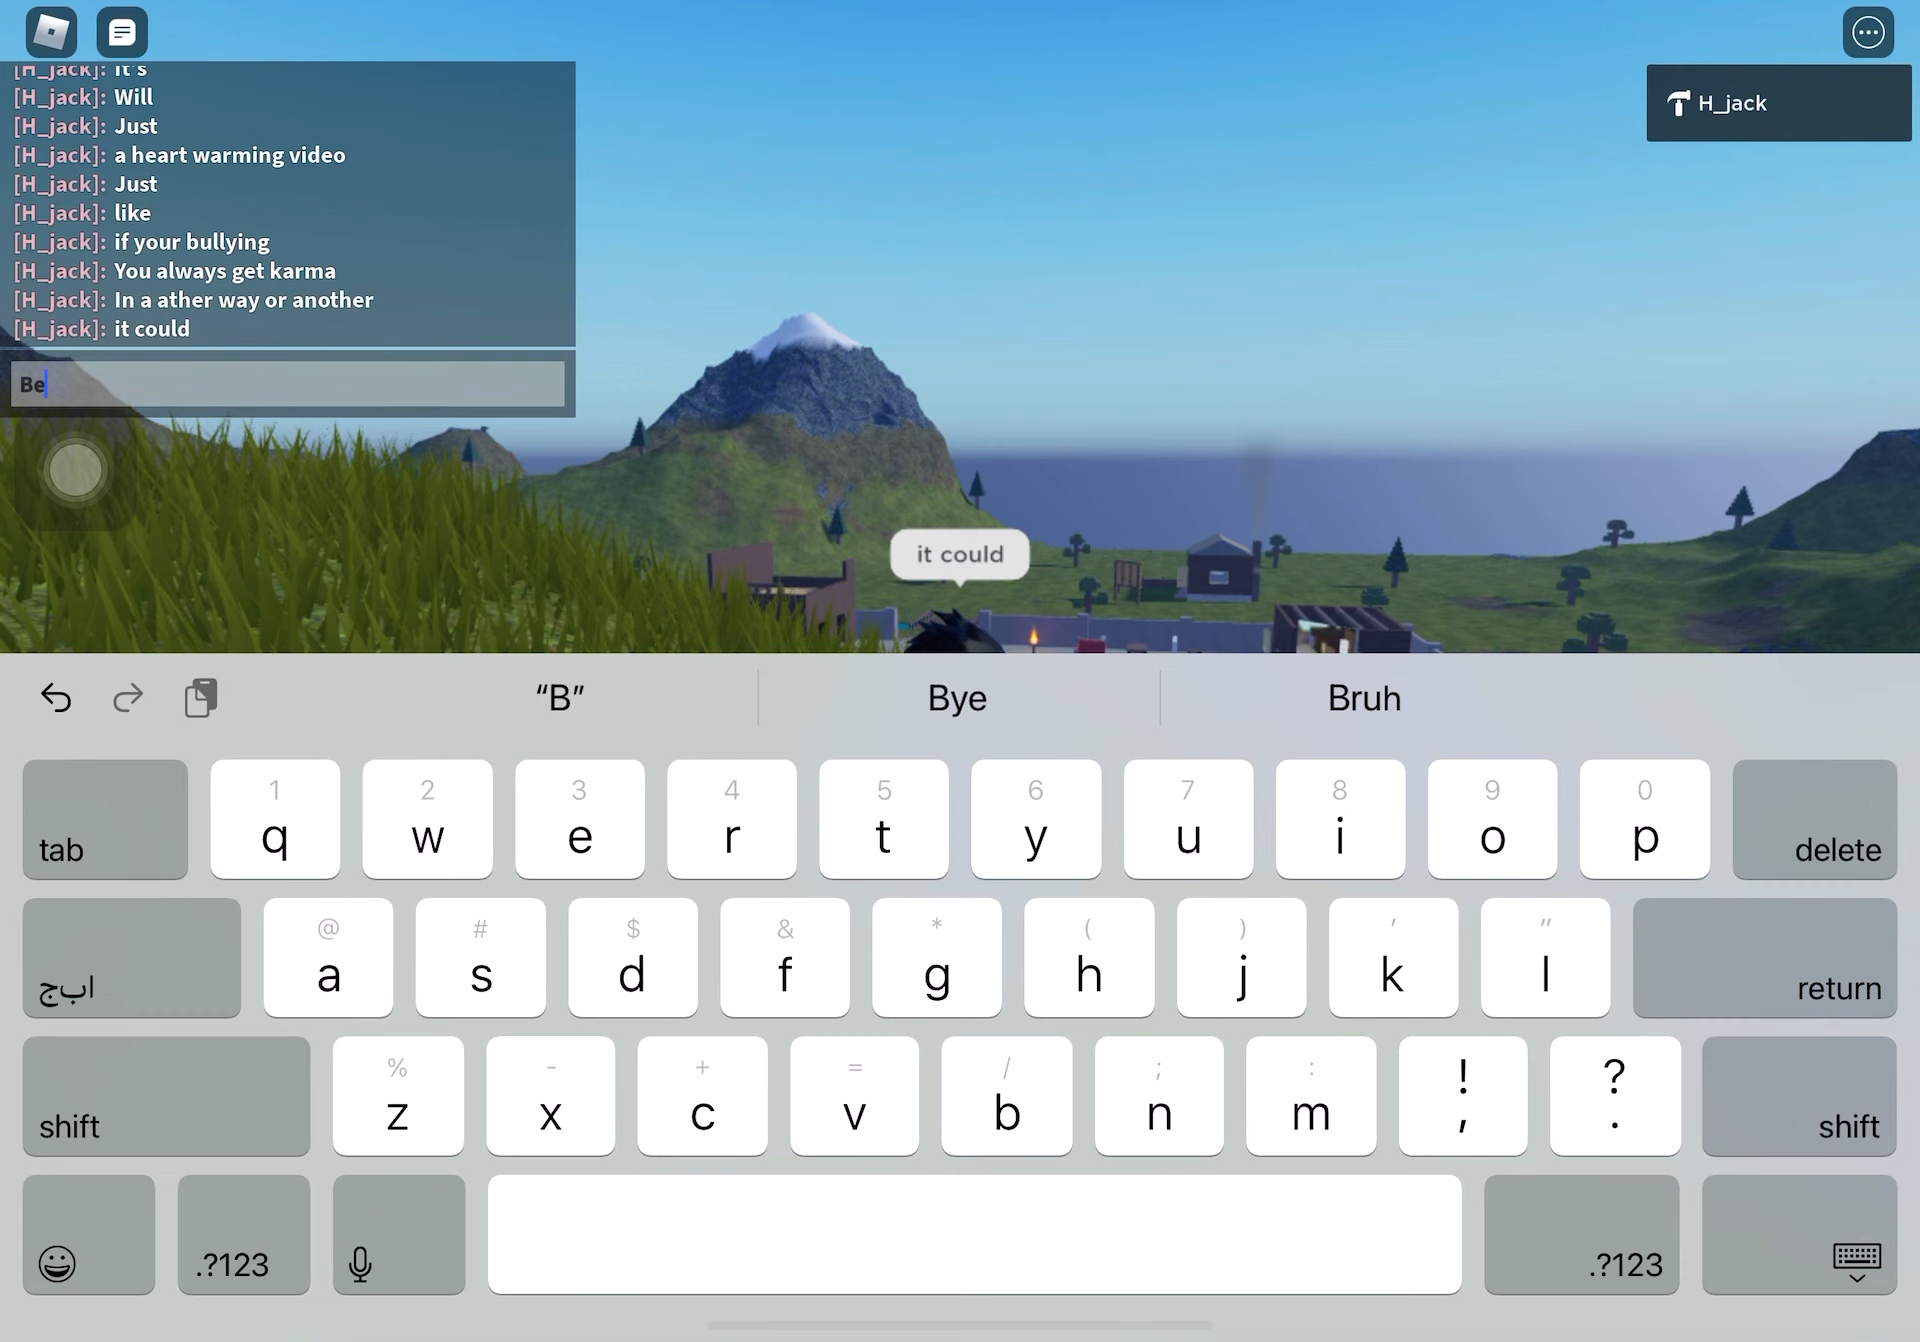 [H_jack]: It's
[H_jack]: Will
[H_jack]: Just
[H_jack]: a heart warming video
[H_jack]: Just
[H_jack]: like
[H_jack]: if your bullying
[H_jack]: You always get karma
[H_jack]: In a ather way or another
[H_jack]: it could
Be
H_jack
it could
“B” Bye Bruh
1 2 3 4 5 6 7 8 9 0
tab q w e r t y u i o p delete
@ # $ & * ( ) ' "
ابج a s d f g h j k l return
% - + = / ; : ! ?
shift z x c v b n m , . shift
.?123 .?123